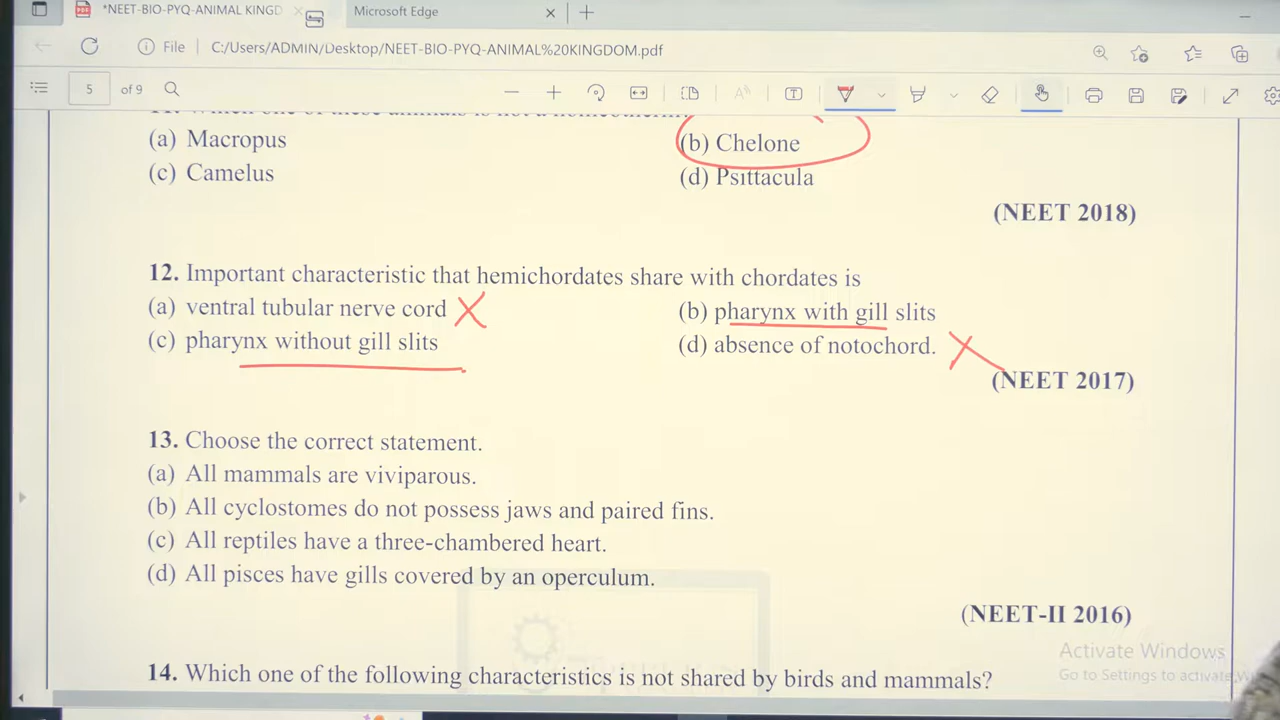 *NEET-BIO-PYQ-ANIMAL KINGD
Microsoft Edge
File
C:/Users/ADMIN/Desktop/NEET-BIO-PYQ-ANIMAL%20KINGDOM.pdf
5 of 9
(a) Macropus
(b) Chelone
(c) Camelus
(d) Psittacula
(NEET 2018)
12. Important characteristic that hemichordates share with chordates is
(a) ventral tubular nerve cord
(b) pharynx with gill slits
(c) pharynx without gill slits
(d) absence of notochord.
(NEET 2017)
13. Choose the correct statement.
(a) All mammals are viviparous.
(b) All cyclostomes do not possess jaws and paired fins.
(c) All reptiles have a three-chambered heart.
(d) All pisces have gills covered by an operculum.
(NEET-II 2016)
Activate Windows
Go to Settings to activate
14. Which one of the following characteristics is not shared by birds and mammals?